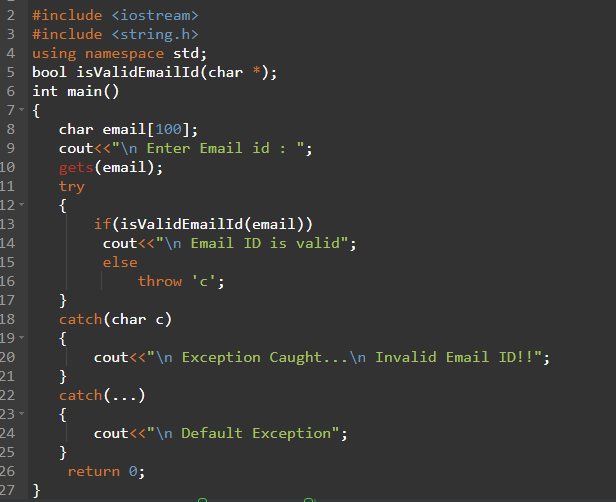 2 #include <iostream>
3 #include <string.h>
4 using namespace std;
5 bool isValidEmailId(char *);
6 int main()
7 {
8 char email[100];
9 cout<<"\n Enter Email id : ";
10 gets(email);
11 try
12 {
13 if(isValidEmailId(email))
14 cout<<"\n Email ID is valid";
15 else
16 throw 'c';
17 }
18 catch(char c)
19 {
20 cout<<"\n Exception Caught...\n Invalid Email ID!!";
21 }
22 catch(...)
23 {
24 cout<<"\n Default Exception";
25 }
26 return 0;
27 }